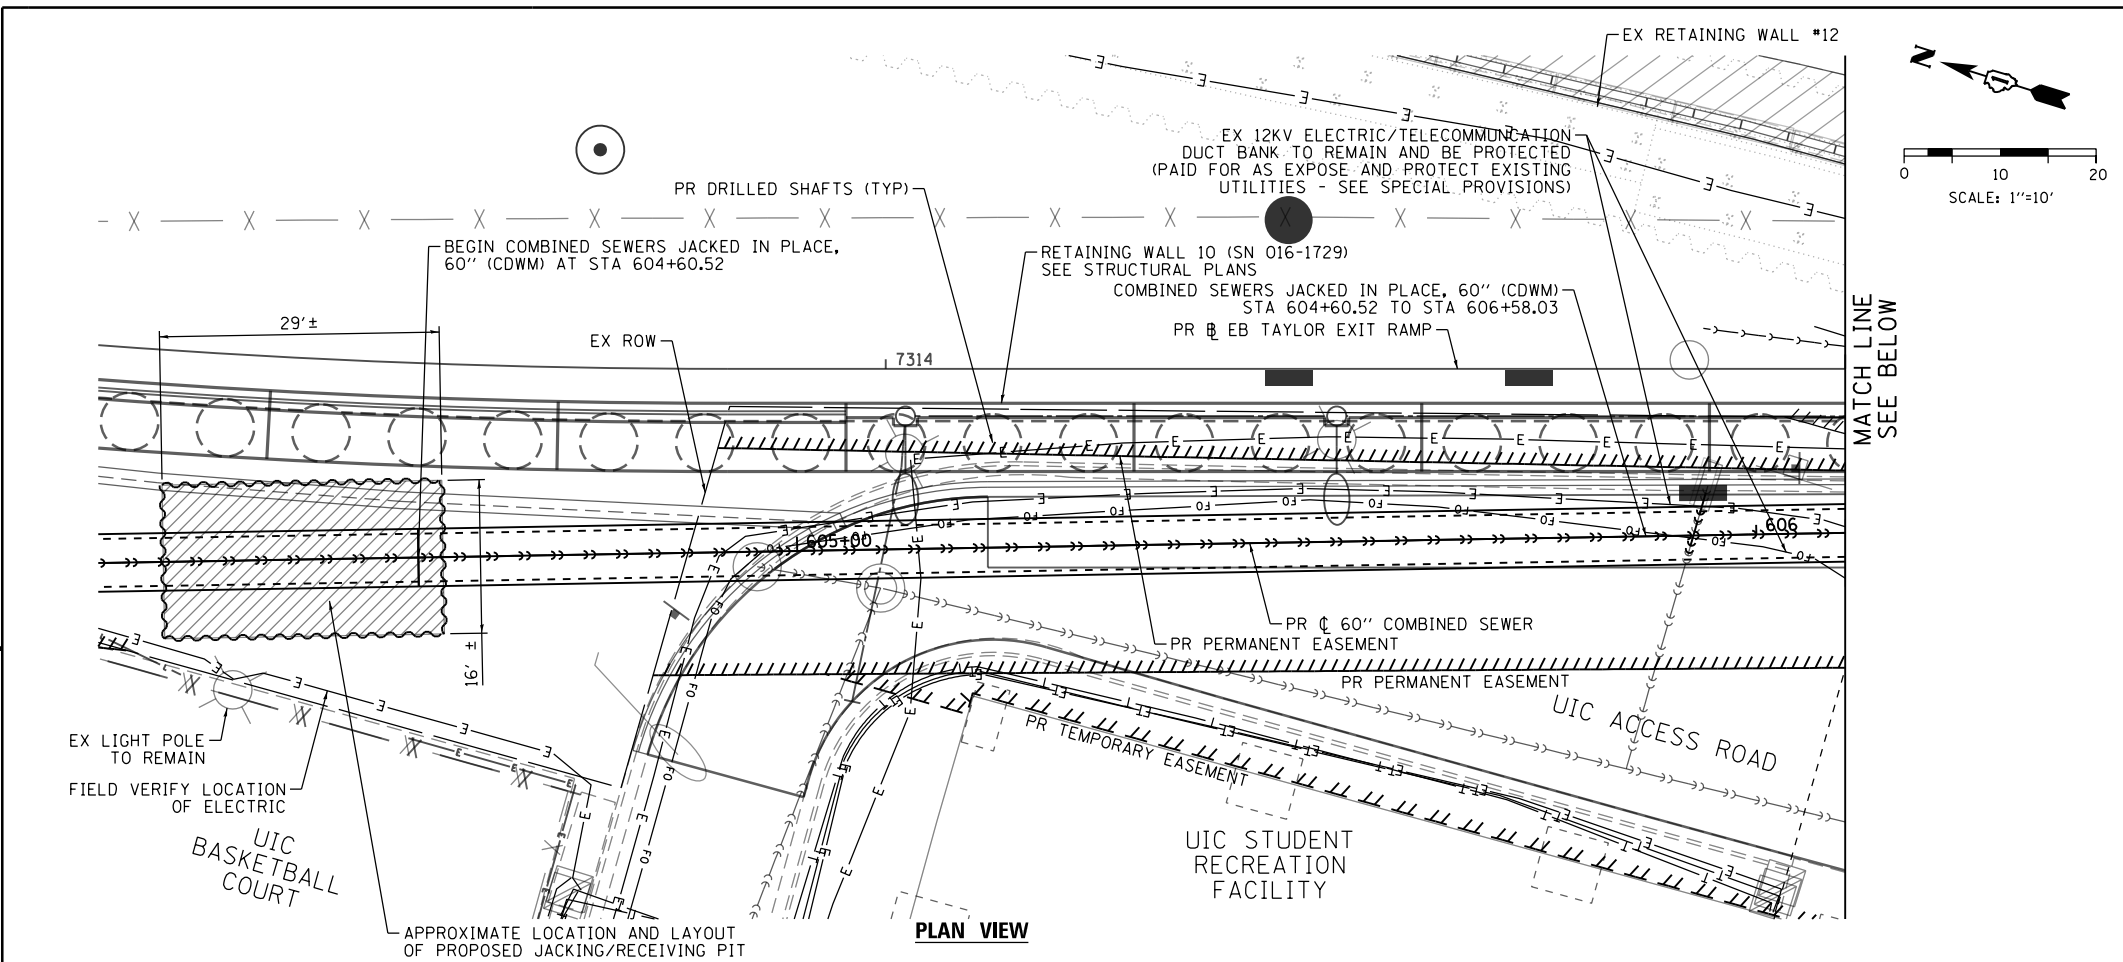 EX RETAINING WALL #12
N
EX 12KV ELECTRIC/TELECOMMUNCATION
DUCT BANK TO REMAIN AND BE PROTECTED
(PAID FOR AS EXPOSE AND PROTECT EXISTING
UTILITIES - SEE SPECIAL PROVISIONS)
0 10 20
SCALE: 1"=10'
PR DRILLED SHAFTS (TYP)
BEGIN COMBINED SEWERS JACKED IN PLACE,
60" (CDWM) AT STA 604+60.52
RETAINING WALL 10 (SN 016-1729)
SEE STRUCTURAL PLANS
COMBINED SEWERS JACKED IN PLACE, 60" (CDWM)
STA 604+60.52 TO STA 606+58.03
PR BL EB TAYLOR EXIT RAMP
MATCH LINE
SEE BELOW
29'±
EX ROW
7314
605+00
606
16' ±
PR CL 60" COMBINED SEWER
PR PERMANENT EASEMENT
PR PERMANENT EASEMENT
PR TEMPORARY EASEMENT
UIC ACCESS ROAD
EX LIGHT POLE
TO REMAIN
FIELD VERIFY LOCATION
OF ELECTRIC
UIC
BASKETBALL
COURT
UIC STUDENT
RECREATION
FACILITY
APPROXIMATE LOCATION AND LAYOUT
OF PROPOSED JACKING/RECEIVING PIT
PLAN VIEW